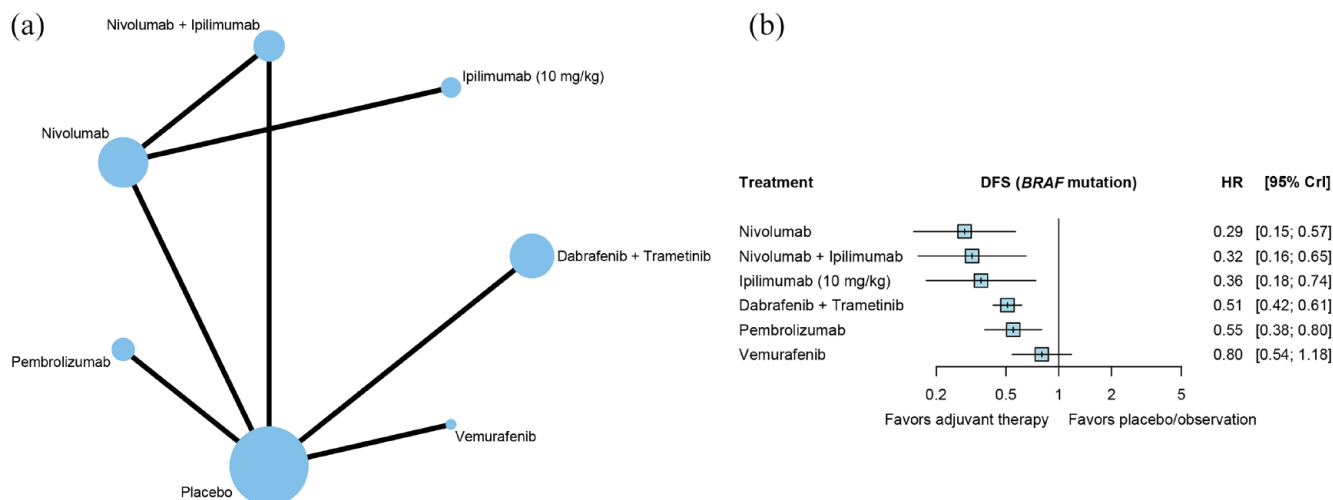 (a)
Nivolumab + Ipilimumab
Ipilimumab (10 mg/kg)
Nivolumab
Dabrafenib + Trametinib
Pembrolizumab
Vemurafenib
Placebo
(b)
Treatment DFS (BRAF mutation) HR [95% CrI]
Nivolumab 0.29 [0.15; 0.57]
Nivolumab + Ipilimumab 0.32 [0.16; 0.65]
Ipilimumab (10 mg/kg) 0.36 [0.18; 0.74]
Dabrafenib + Trametinib 0.51 [0.42; 0.61]
Pembrolizumab 0.55 [0.38; 0.80]
Vemurafenib 0.80 [0.54; 1.18]
0.2 0.5 1 2 5
Favors adjuvant therapy Favors placebo/observation